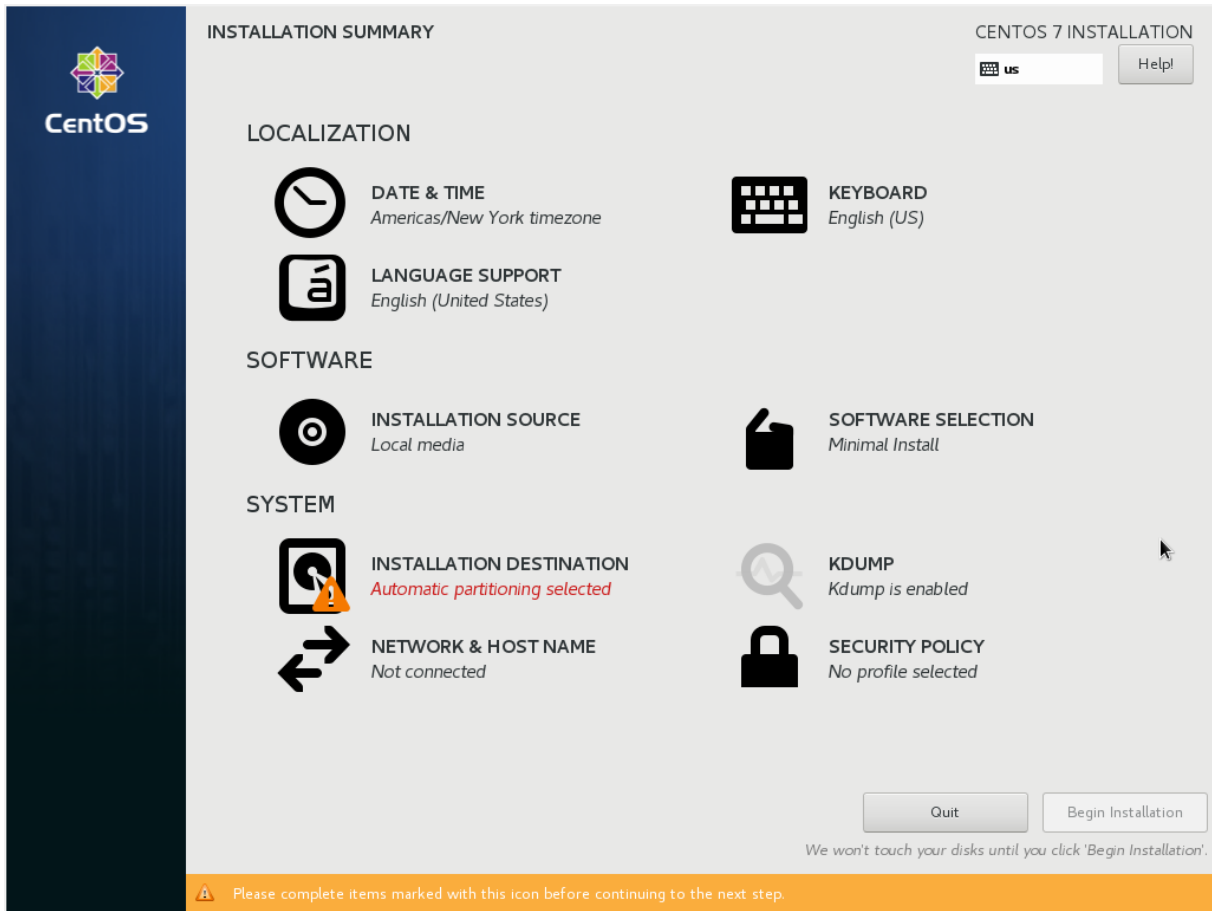 INSTALLATION SUMMARY
CENTOS 7 INSTALLATION
us
Help!
CentOS
LOCALIZATION
DATE & TIME
Americas/New York timezone
KEYBOARD
English (US)
á
LANGUAGE SUPPORT
English (United States)
SOFTWARE
INSTALLATION SOURCE
Local media
SOFTWARE SELECTION
Minimal Install
SYSTEM
INSTALLATION DESTINATION
Automatic partitioning selected
KDUMP
Kdump is enabled
NETWORK & HOST NAME
Not connected
SECURITY POLICY
No profile selected
Quit
Begin Installation
We won't touch your disks until you click 'Begin Installation'.
Please complete items marked with this icon before continuing to the next step.